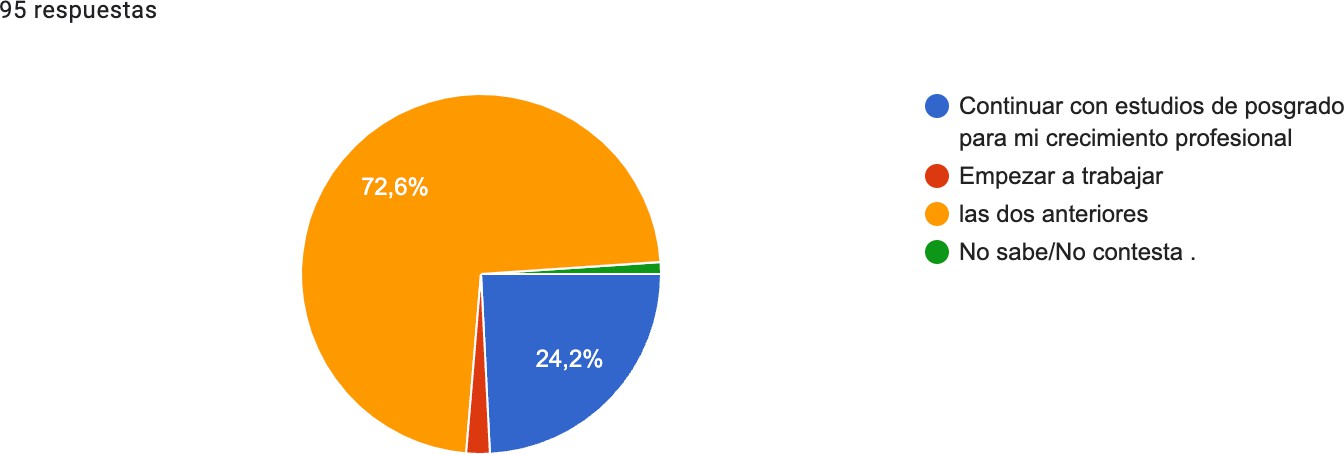 95 respuestas
72,6%
24,2%
Continuar con estudios de posgrado
para mi crecimiento profesional
Empezar a trabajar
las dos anteriores
No sabe/No contesta .